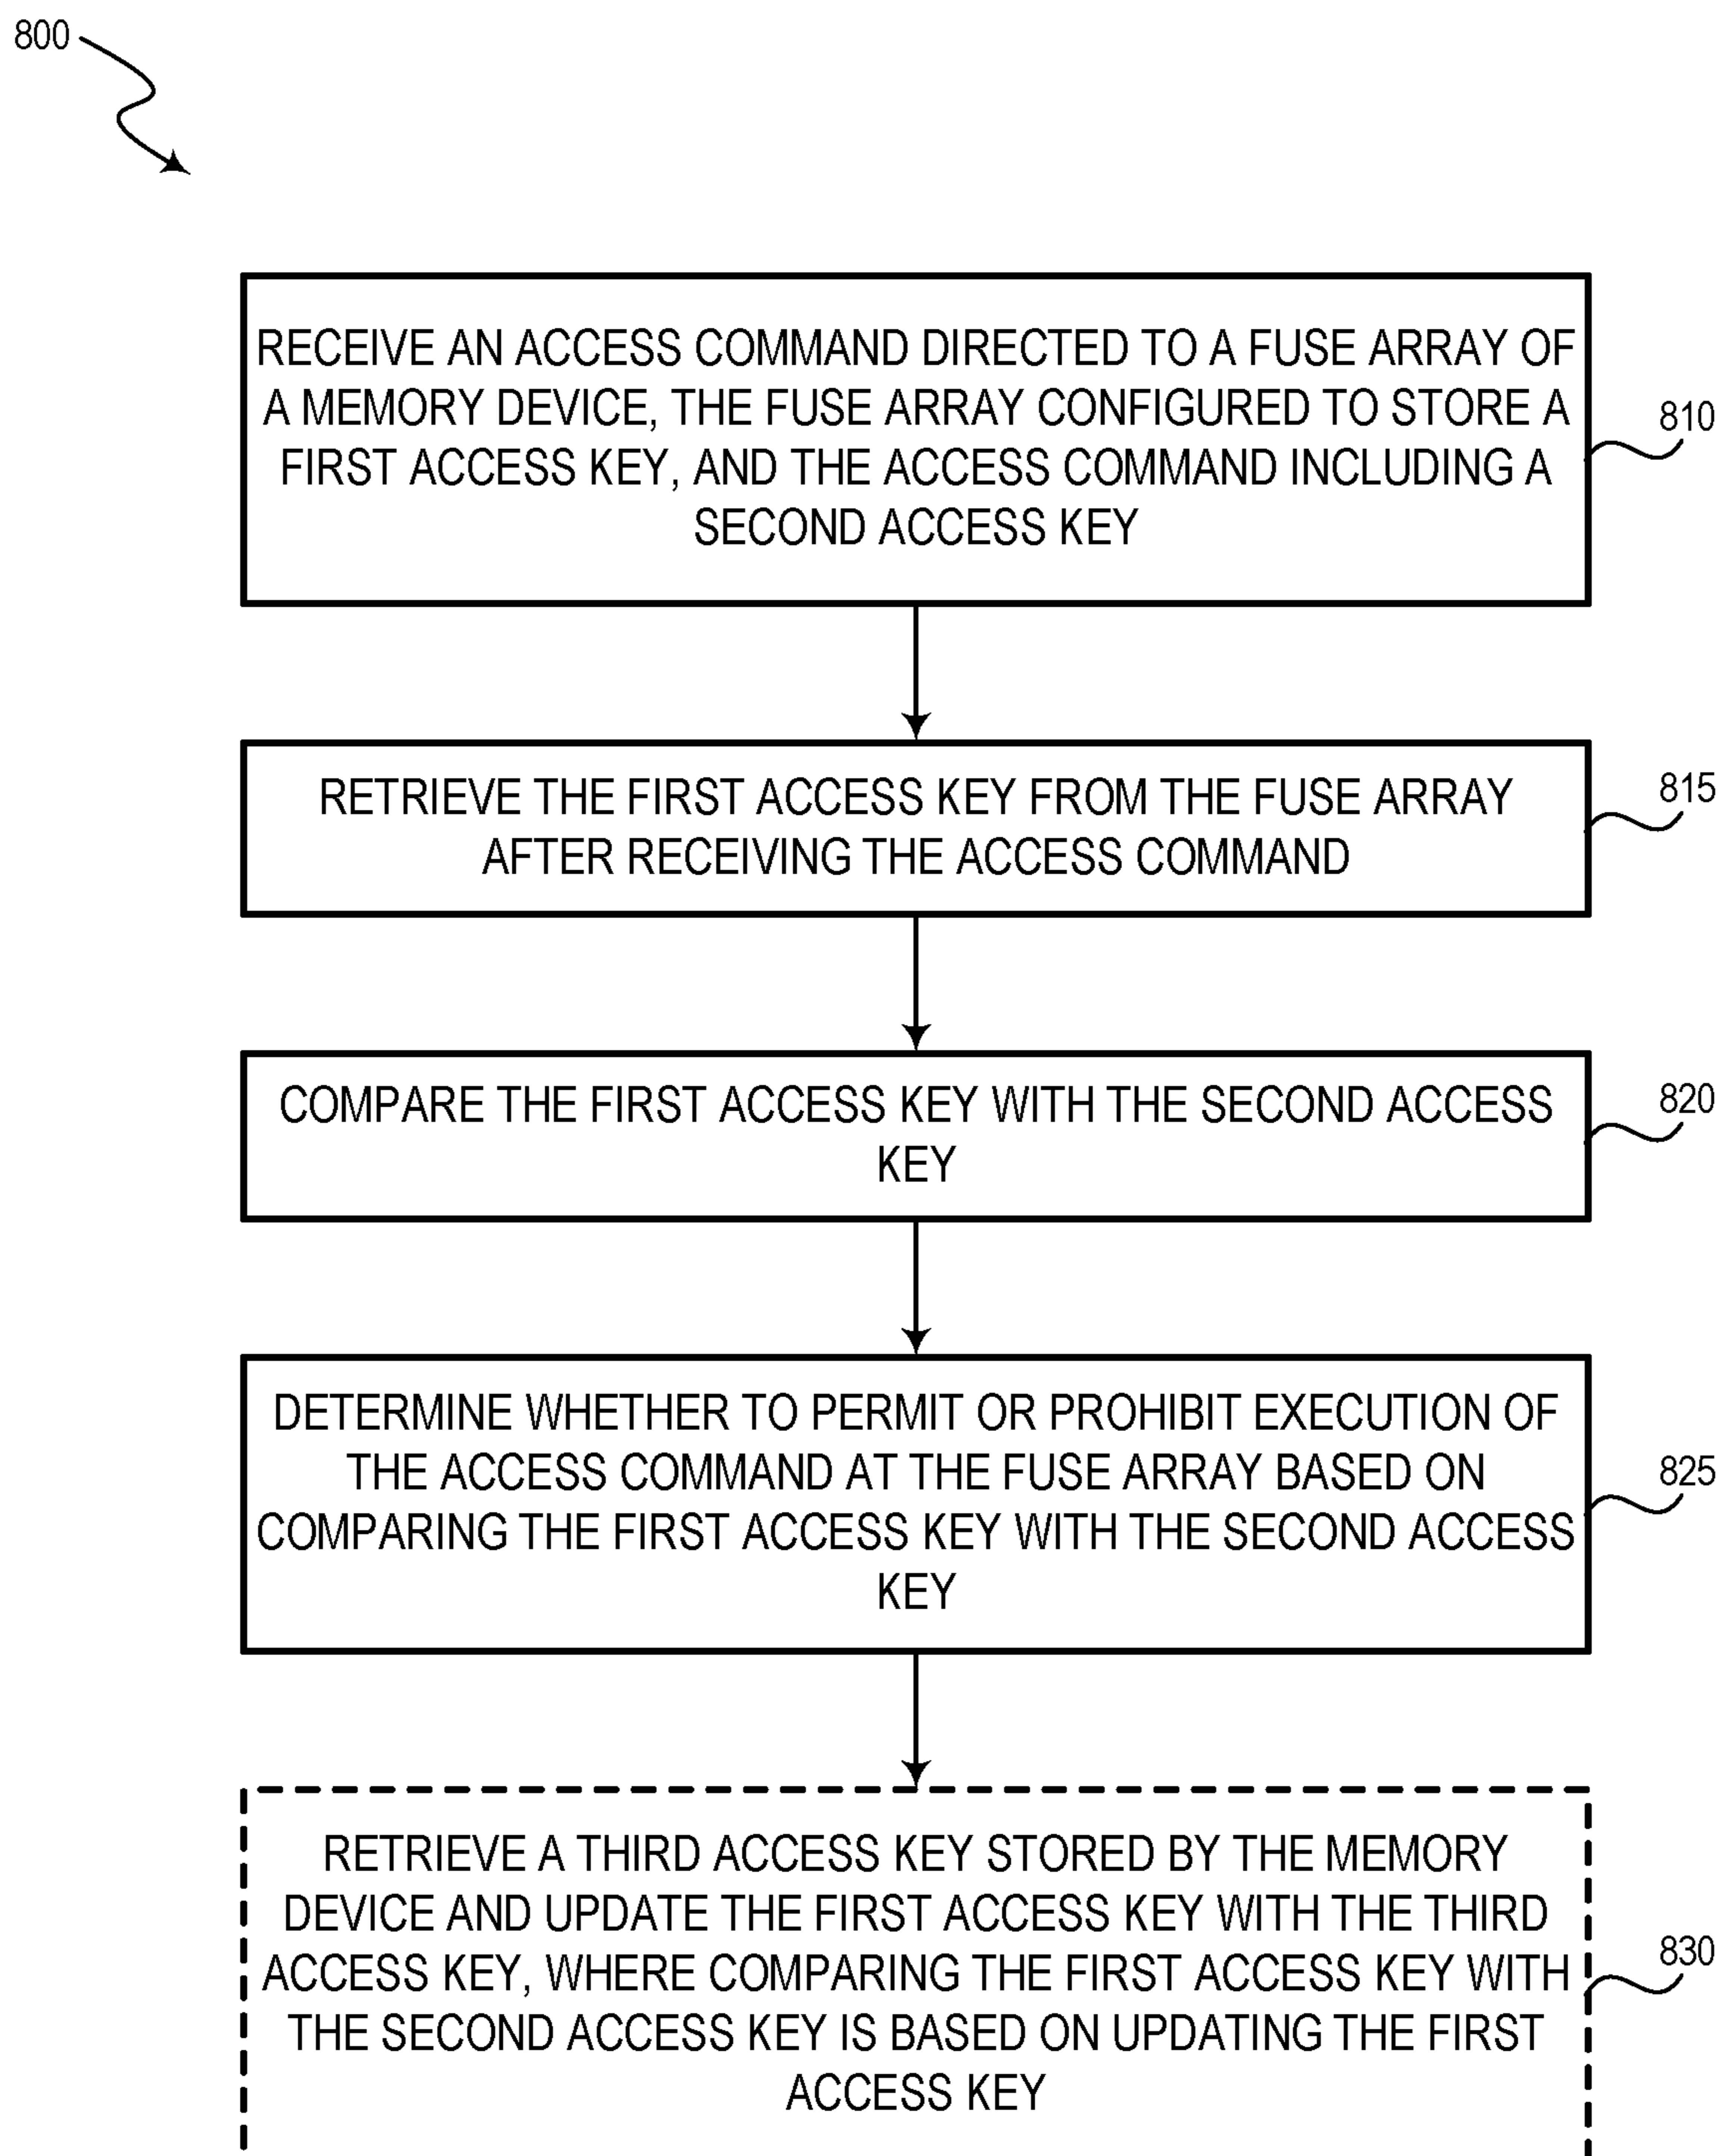 800
RECEIVE AN ACCESS COMMAND DIRECTED TO A FUSE ARRAY OF
A MEMORY DEVICE, THE FUSE ARRAY CONFIGURED TO STORE A
FIRST ACCESS KEY, AND THE ACCESS COMMAND INCLUDING A
SECOND ACCESS KEY
810
RETRIEVE THE FIRST ACCESS KEY FROM THE FUSE ARRAY
AFTER RECEIVING THE ACCESS COMMAND
815
COMPARE THE FIRST ACCESS KEY WITH THE SECOND ACCESS
KEY
820
DETERMINE WHETHER TO PERMIT OR PROHIBIT EXECUTION OF
THE ACCESS COMMAND AT THE FUSE ARRAY BASED ON
COMPARING THE FIRST ACCESS KEY WITH THE SECOND ACCESS
KEY
825
RETRIEVE A THIRD ACCESS KEY STORED BY THE MEMORY
DEVICE AND UPDATE THE FIRST ACCESS KEY WITH THE THIRD
ACCESS KEY, WHERE COMPARING THE FIRST ACCESS KEY WITH
THE SECOND ACCESS KEY IS BASED ON UPDATING THE FIRST
ACCESS KEY
830